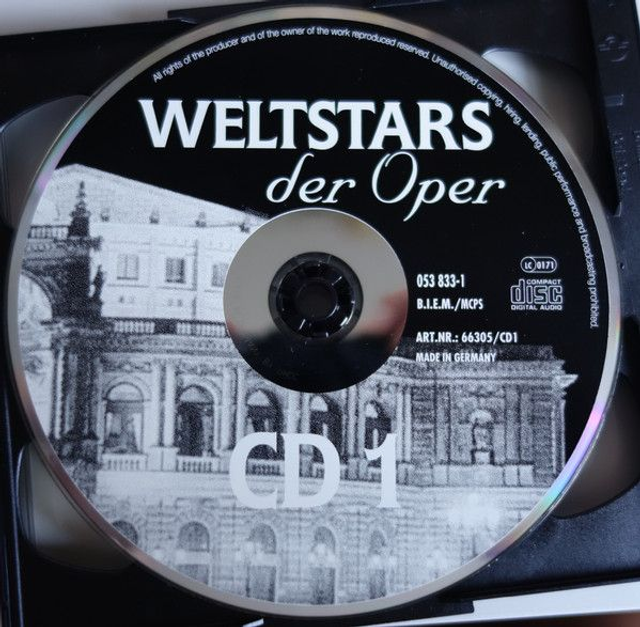 All rights of the producer and of the owner of the work reproduced reserved. Unauthorised copying, hiring, lending, public performance and broadcasting prohibited.
WELTSTARS
der Oper
053 833-1
LC 0171
B.I.E.M./MCPS
COMPACT
disc
DIGITAL AUDIO
ART.NR.: 66305/CD1
MADE IN GERMANY
CD 1